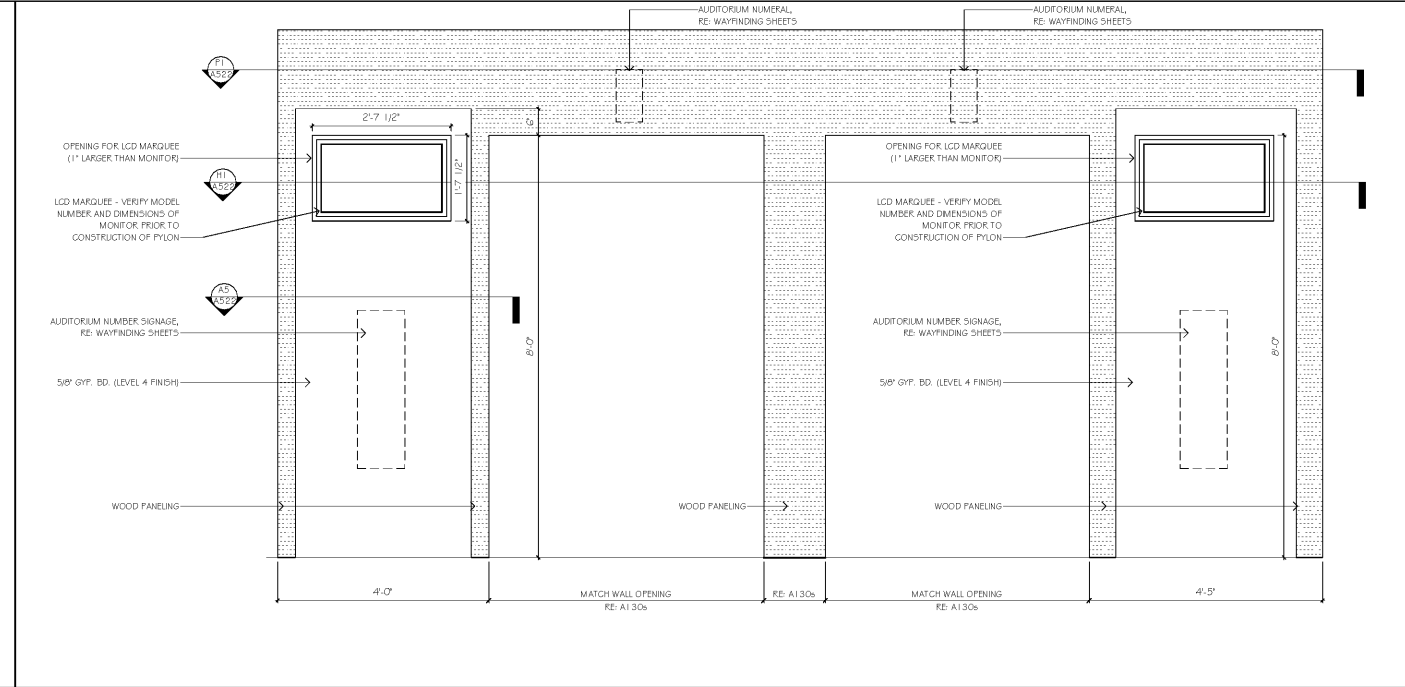 AUDITORIUM NUMERAL,
RE: WAYFINDING SHEETS
AUDITORIUM NUMERAL,
RE: WAYFINDING SHEETS
F1
A522
2'-7 1/2"
6"
OPENING FOR LCD MARQUEE
(1" LARGER THAN MONITOR)
1'-7 1/2"
OPENING FOR LCD MARQUEE
(1" LARGER THAN MONITOR)
H1
A522
LCD MARQUEE - VERIFY MODEL
NUMBER AND DIMENSIONS OF
MONITOR PRIOR TO
CONSTRUCTION OF PYLON
LCD MARQUEE - VERIFY MODEL
NUMBER AND DIMENSIONS OF
MONITOR PRIOR TO
CONSTRUCTION OF PYLON
A5
A522
AUDITORIUM NUMBER SIGNAGE,
RE: WAYFINDING SHEETS
8'-0"
AUDITORIUM NUMBER SIGNAGE,
RE: WAYFINDING SHEETS
8'-0"
5/8" GYP. BD. (LEVEL 4 FINISH)
5/8" GYP. BD. (LEVEL 4 FINISH)
WOOD PANELING
WOOD PANELING
WOOD PANELING
4'-0"
MATCH WALL OPENING
RE: A130s
RE: A130s
MATCH WALL OPENING
RE: A130s
4'-5"